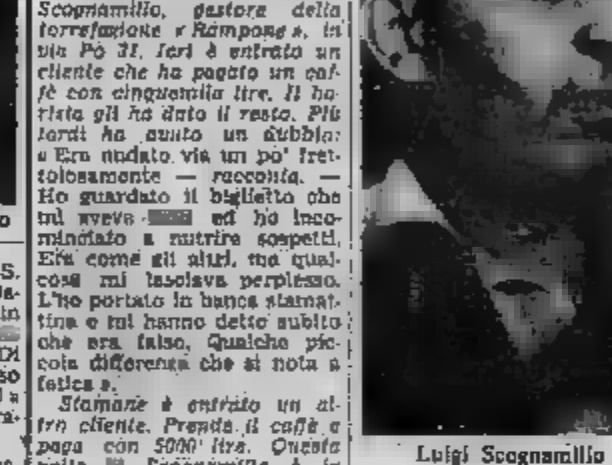 Scognamillo, gestore della
torrefazione « Rampone », in
via Po 31. Ieri è entrato un
cliente che ha pagato un caf-
fè con cinquemila lire. Il ba-
rista gli ha dato il resto. Più
tardi ha avuto un dubbio:
« Era andato via un po' fret-
tolosamente — racconta. —
Ho guardato il biglietto che
mi aveva ed ho inco-
minciato a nutrire sospetti.
Era come gli altri, ma qual-
cosa mi lasciava perplesso.
L'ho portato in banca stamat-
tina e mi hanno detto subito
che era falso. Qualche pic-
cola differenza che si nota a
fatica ».
Stamane è entrato un al-
tro cliente. Prende il caffè e
paga con 5000 lire. Questa
Luigi Scognamillo